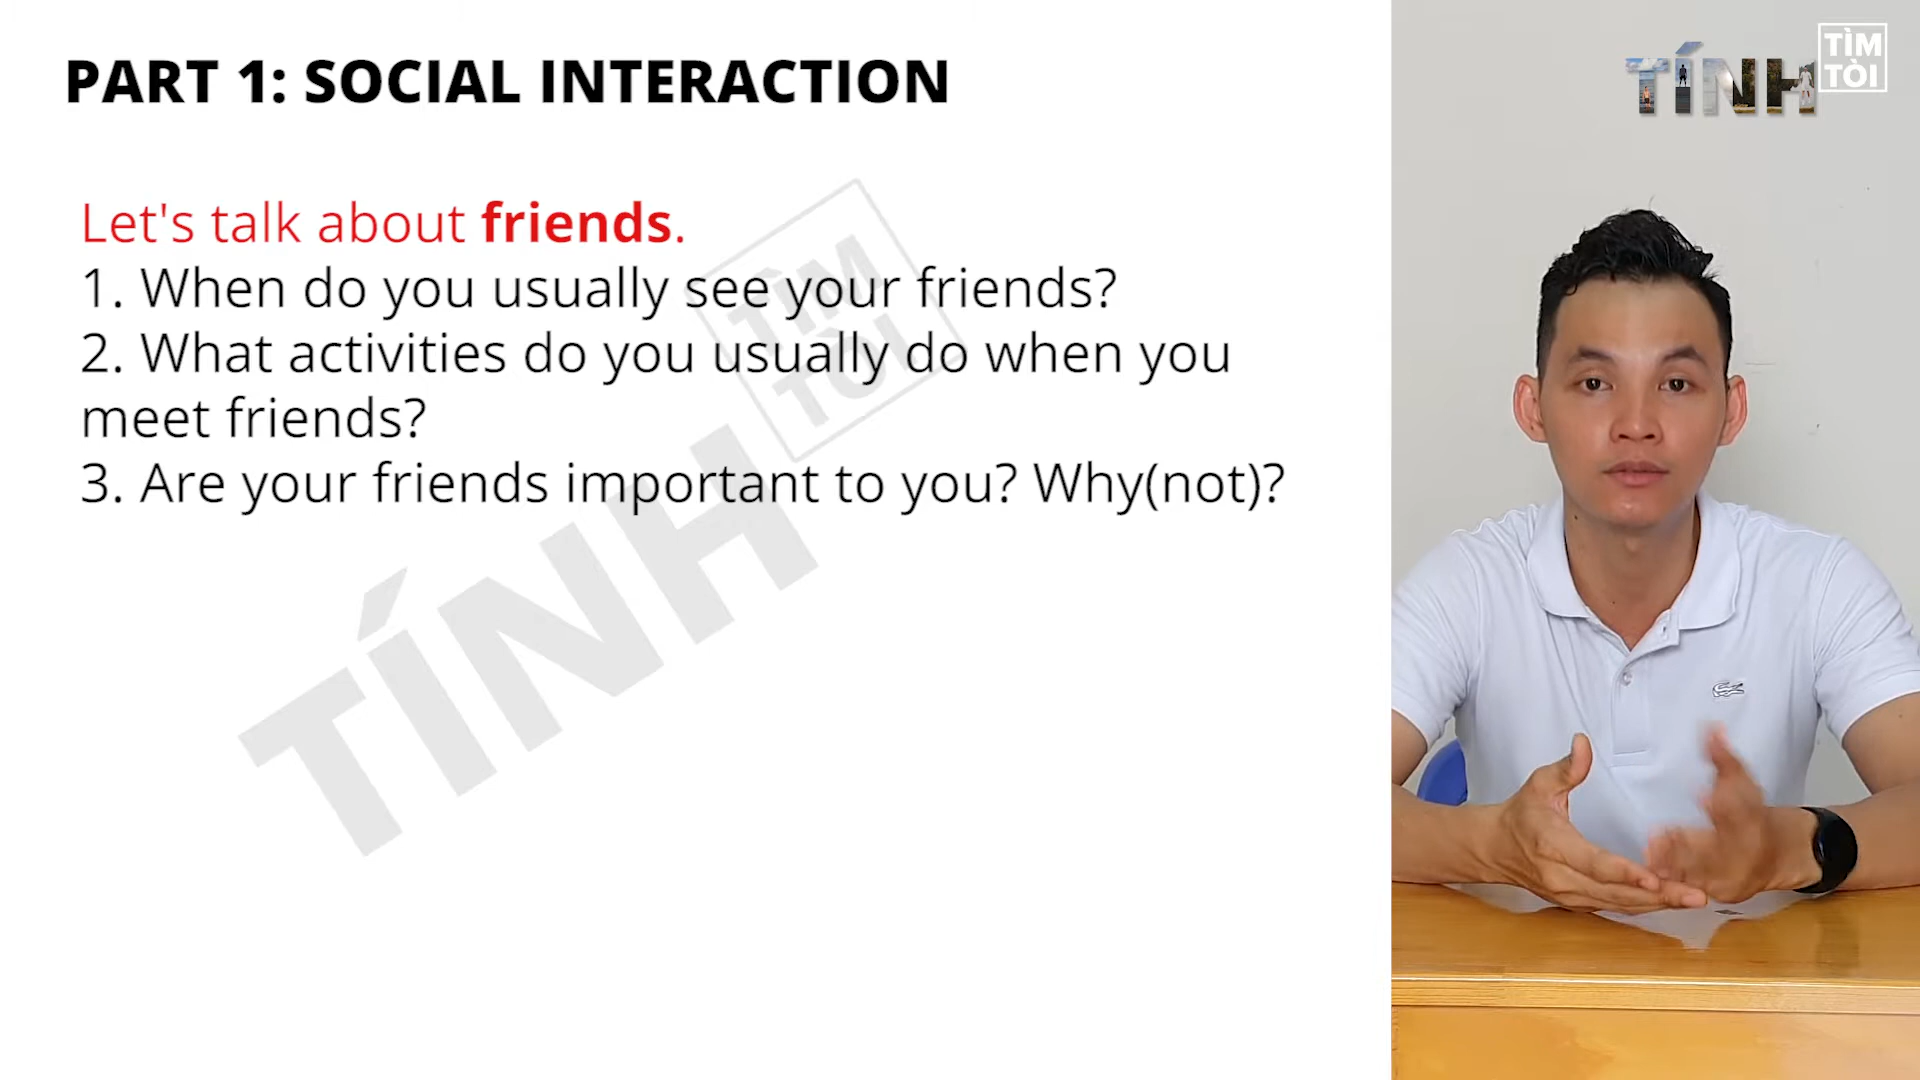 PART 1: SOCIAL INTERACTION
TÍNH
TÌM
TÒI
Let's talk about friends.
1. When do you usually see your friends?
2. What activities do you usually do when you
meet friends?
3. Are your friends important to you? Why(not)?
TÌM
TÒI
TÍNH